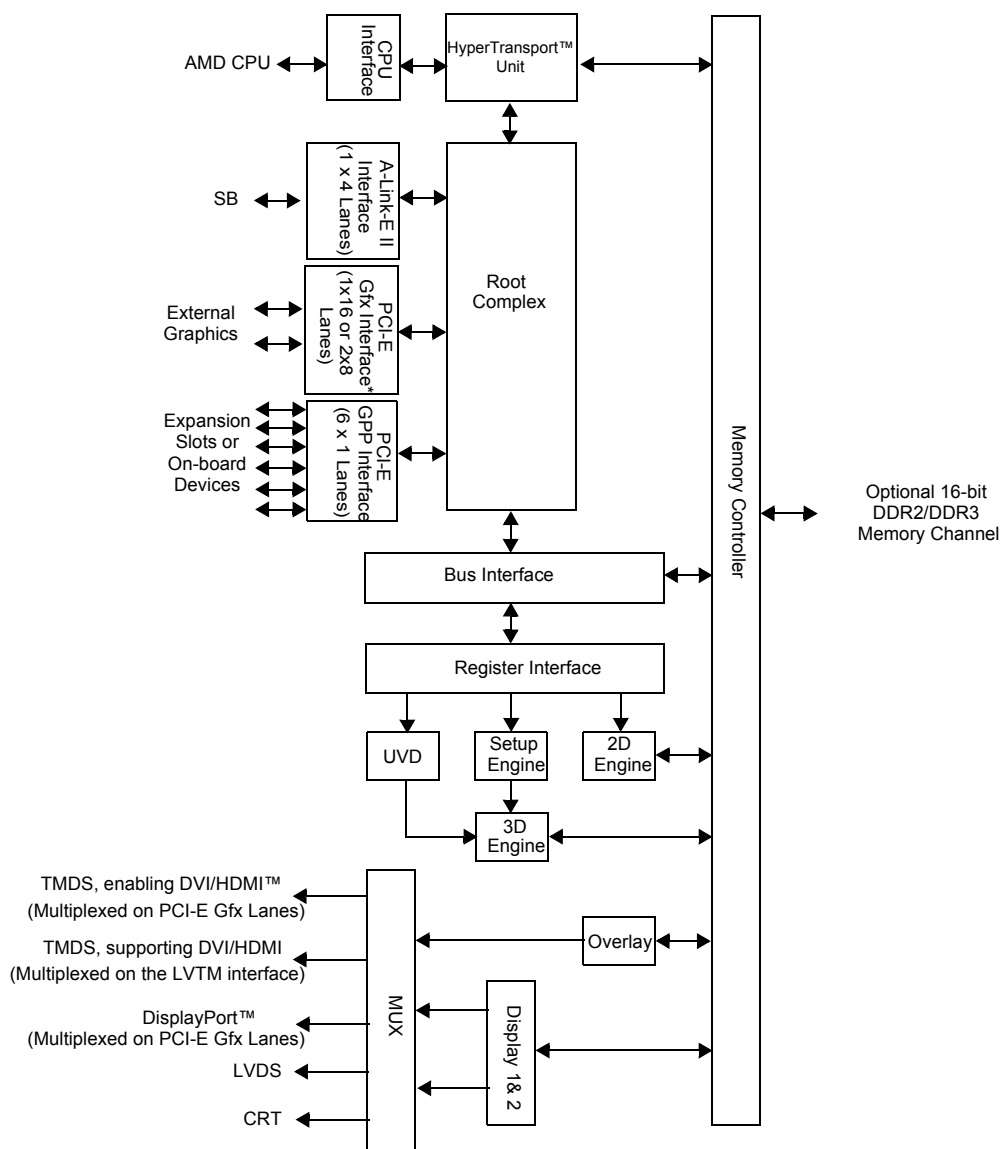 AMD CPU
CPU
Interface
HyperTransport™
Unit
SB
A-Link-E II
Interface
(1 x 4 Lanes)
Root
Complex
External
Graphics
PCI-E
Gfx Interface*
(1x16 or 2x8
Lanes)
Expansion
Slots or
On-board
Devices
PCI-E
GPP Interface
(6 x 1 Lanes)
Memory Controller
Optional 16-bit
DDR2/DDR3
Memory Channel
Bus Interface
Register Interface
UVD
Setup
Engine
2D
Engine
3D
Engine
TMDS, enabling DVI/HDMI™
(Multiplexed on PCI-E Gfx Lanes)
TMDS, supporting DVI/HDMI
(Multiplexed on the LVTM interface)
DisplayPort™
(Multiplexed on PCI-E Gfx Lanes)
LVDS
CRT
MUX
Overlay
Display 1& 2